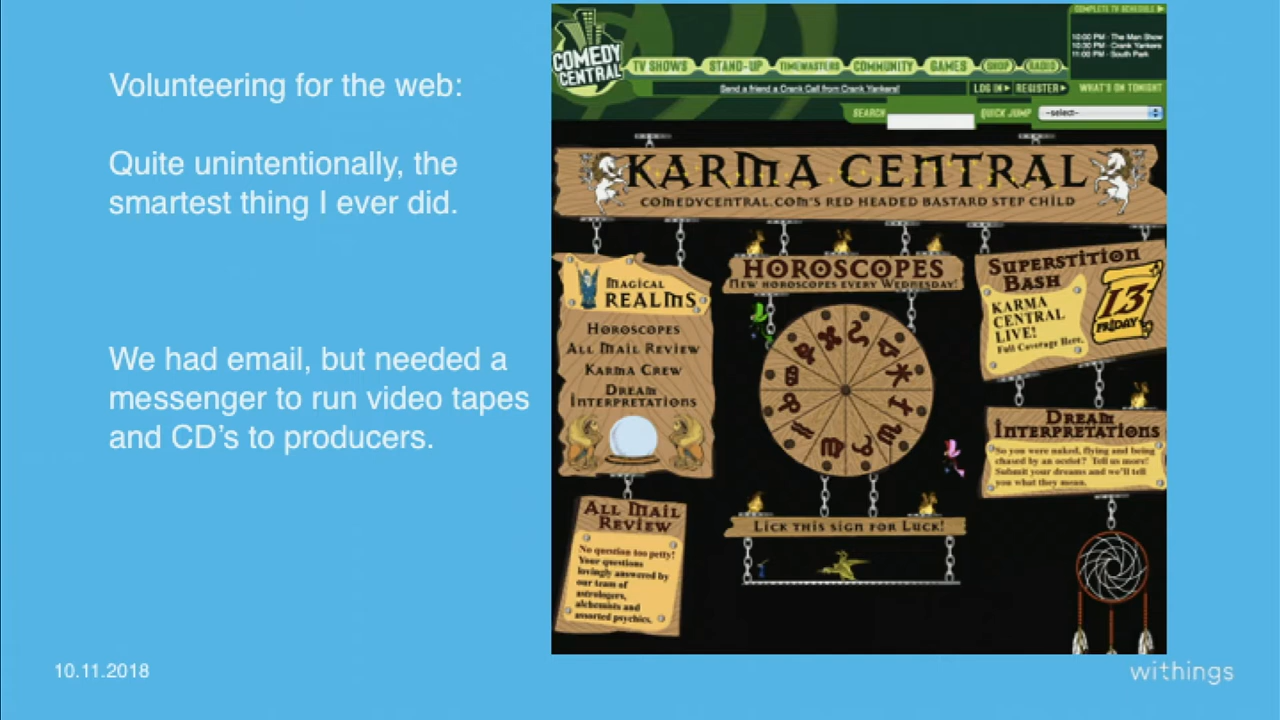 Volunteering for the web:
Quite unintentionally, the
smartest thing I ever did.
We had email, but needed a
messenger to run video tapes
and CD's to producers.
10.11.2018
withings
COMPLETE TV SCHEDULE
10:00 PM - The Man Show
10:30 PM - Crank Yankers
11:00 PM - South Park
COMEDY
CENTRAL
TV SHOWS
STAND-UP
TIMEWASTERS
COMMUNITY
GAMES
SHOP
RADIO
Send a friend a Crank Call from Crank Yankers!
LOG IN
REGISTER
WHAT'S ON TONIGHT
SEARCH
QUICK JUMP
-select-
KARMA CENTRAL
COMEDYCENTRAL.COM'S RED HEADED BASTARD STEP CHILD
MAGICAL
REALMS
HOROSCOPES
ALL MAIL REVIEW
KARMA CREW
DREAM
INTERPRETATIONS
ALL MAIL
REVIEW
No question too petty!
Your questions
lovingly answered by
our team of
astrologers,
alchemists and
assorted psychics.
HOROSCOPES
NEW HOROSCOPES EVERY WEDNESDAY!
LICK THIS SIGN FOR LUCK!
SUPERSTITION
BASH
KARMA
CENTRAL
LIVE!
Full Coverage Here.
13
FRIDAY
DREAM
INTERPRETATIONS
So you were naked, flying and being
chased by an ocelot? Tell us more!
Submit your dreams and we'll tell
you what they mean.